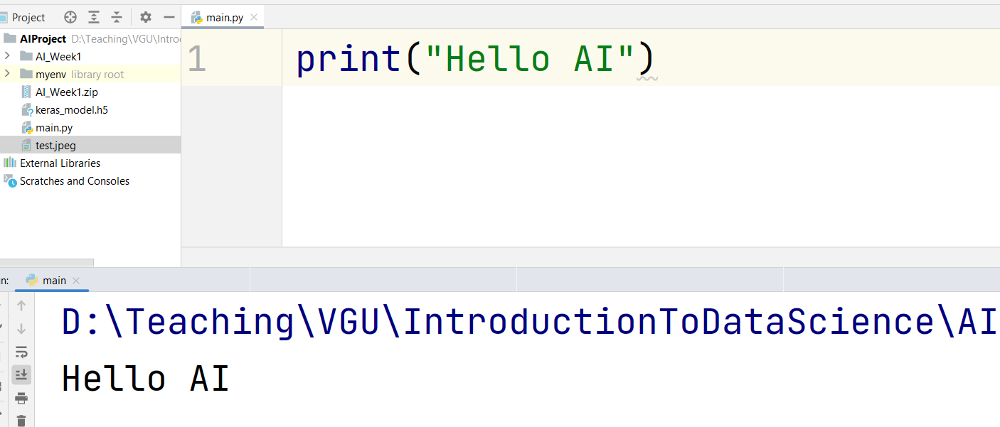 Project
main.py
AIProject D:\Teaching\VGU\Intro
AI_Week1
myenv library root
AI_Week1.zip
keras_model.h5
main.py
test.jpeg
External Libraries
Scratches and Consoles
1 print("Hello AI")
n: main
D:\Teaching\VGU\IntroductionToDataScience\AI
Hello AI